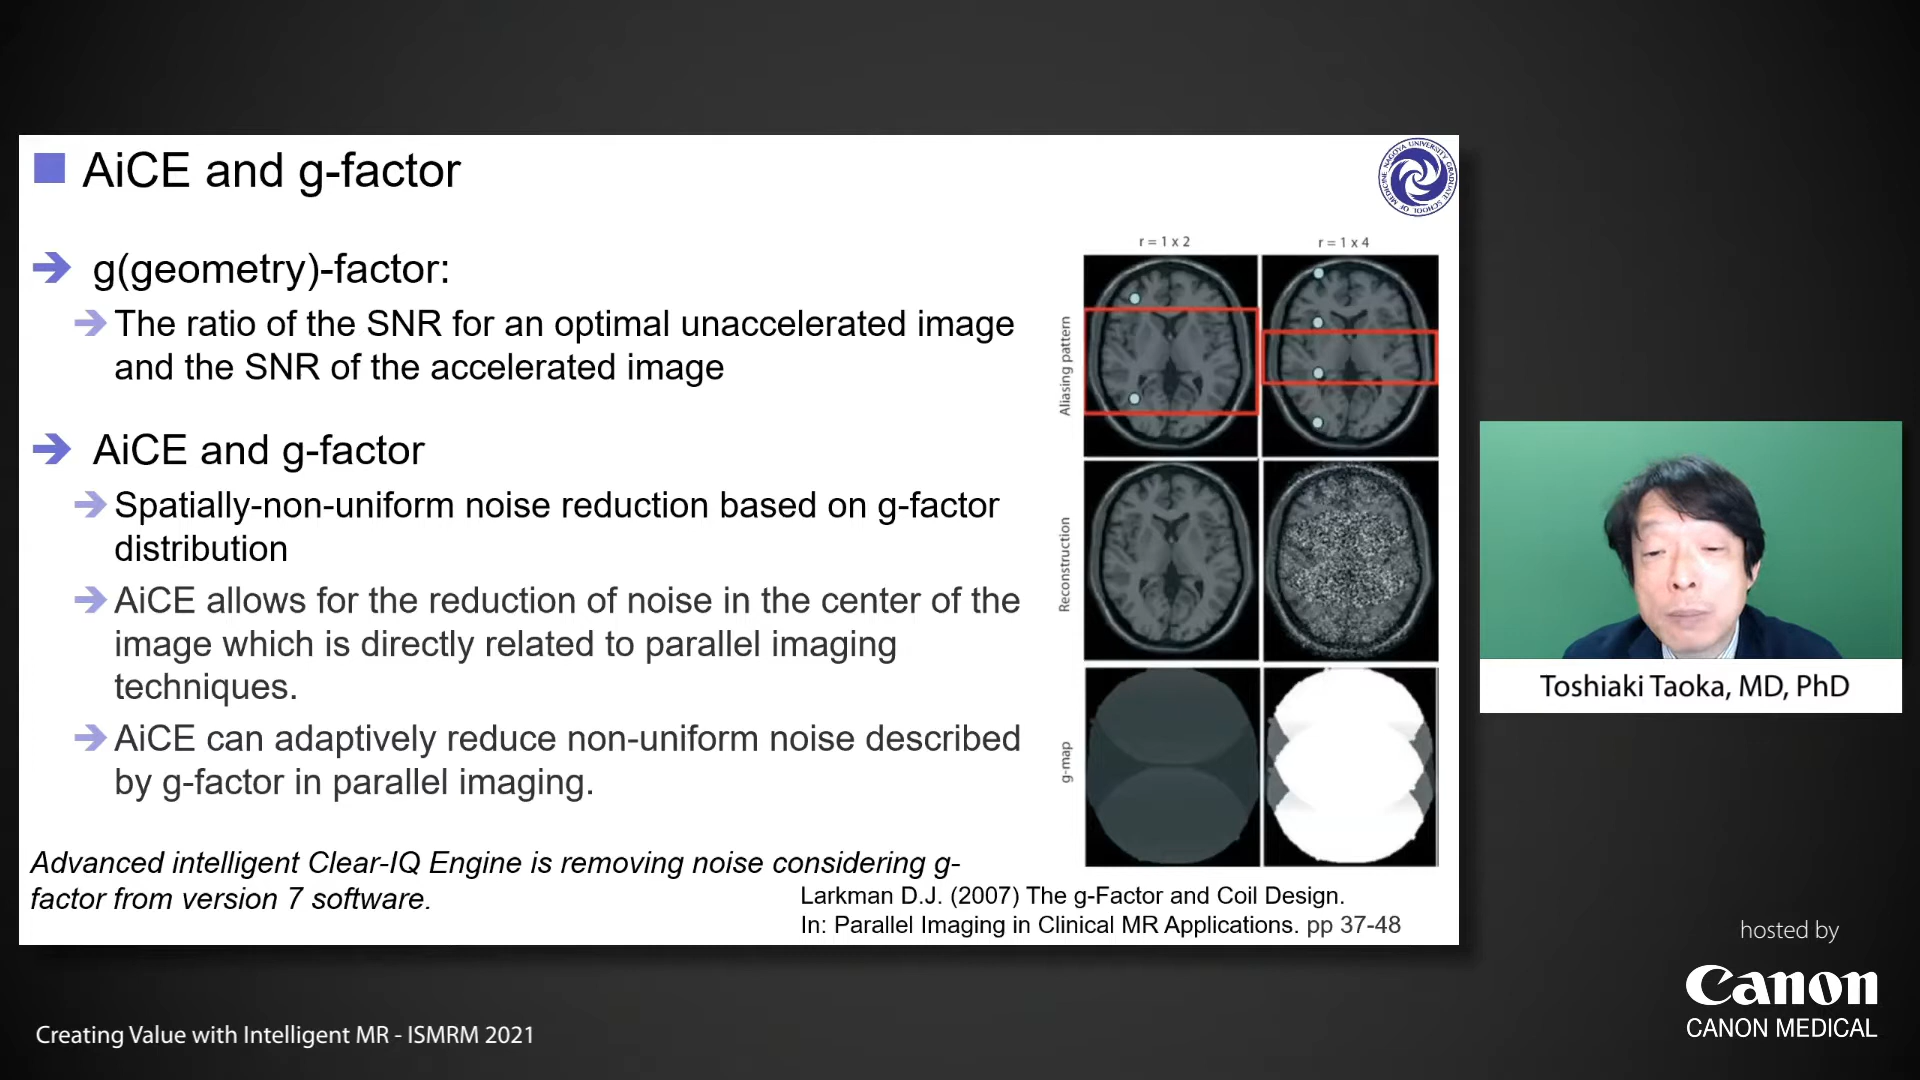 AiCE and g-factor
NAGOYA UNIVERSITY GRADUATE SCHOOL OF MEDICINE
g(geometry)-factor:
The ratio of the SNR for an optimal unaccelerated image
and the SNR of the accelerated image
AiCE and g-factor
Spatially-non-uniform noise reduction based on g-factor
distribution
AiCE allows for the reduction of noise in the center of the
image which is directly related to parallel imaging
techniques.
AiCE can adaptively reduce non-uniform noise described
by g-factor in parallel imaging.
Advanced intelligent Clear-IQ Engine is removing noise considering g-
factor from version 7 software.
r = 1 x 2
r = 1 x 4
Aliasing pattern
Reconstruction
g-map
Larkman D.J. (2007) The g-Factor and Coil Design.
In: Parallel Imaging in Clinical MR Applications. pp 37-48
Toshiaki Taoka, MD, PhD
hosted by
Canon
CANON MEDICAL
Creating Value with Intelligent MR - ISMRM 2021